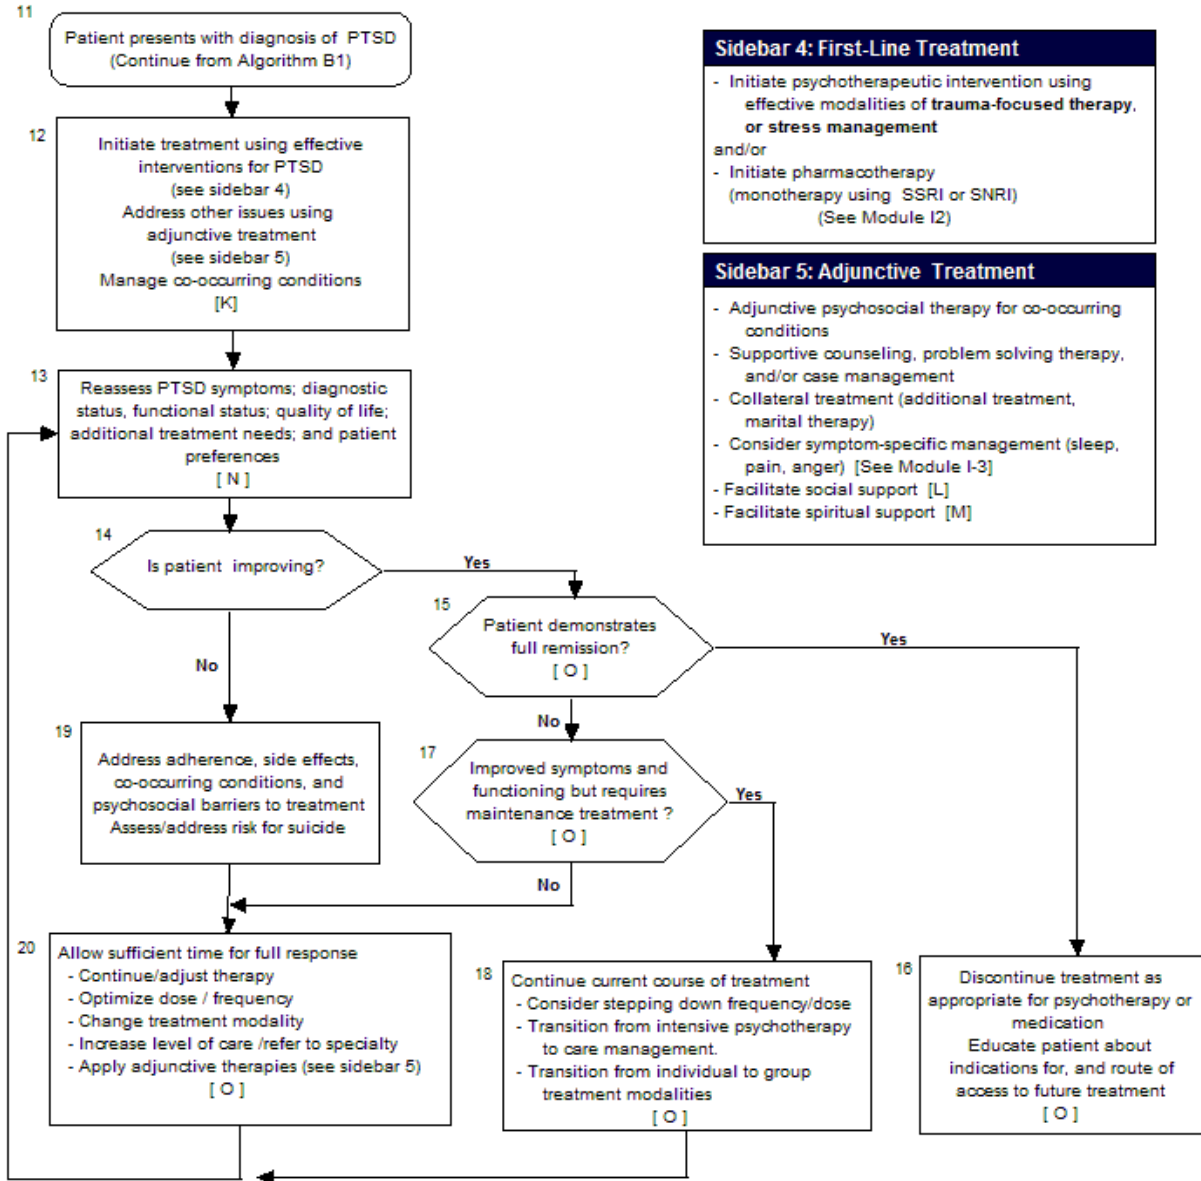 11
Patient presents with diagnosis of PTSD
(Continue from Algorithm B1)
12
Initiate treatment using effective
interventions for PTSD
(see sidebar 4)
Address other issues using
adjunctive treatment
(see sidebar 5)
Manage co-occurring conditions
[K]
13
Reassess PTSD symptoms; diagnostic
status, functional status; quality of life;
additional treatment needs; and patient
preferences
[ N ]
14
Is patient improving?
Yes
No
15
Patient demonstrates
full remission?
[ O ]
Yes
No
19
Address adherence, side effects,
co-occurring conditions, and
psychosocial barriers to treatment
Assess/address risk for suicide
17
Improved symptoms and
functioning but requires
maintenance treatment ?
[ O ]
Yes
No
20
Allow sufficient time for full response
- Continue/adjust therapy
- Optimize dose / frequency
- Change treatment modality
- Increase level of care /refer to specialty
- Apply adjunctive therapies (see sidebar 5)
[ O ]
18
Continue current course of treatment
- Consider stepping down frequency/dose
- Transition from intensive psychotherapy
to care management.
- Transition from individual to group
treatment modalities
[ O ]
16
Discontinue treatment as
appropriate for psychotherapy or
medication
Educate patient about
indications for, and route of
access to future treatment
[ O ]
Sidebar 4: First-Line Treatment
- Initiate psychotherapeutic intervention using
effective modalities of trauma-focused therapy,
or stress management
and/or
- Initiate pharmacotherapy
(monotherapy using SSRI or SNRI)
(See Module I2)
Sidebar 5: Adjunctive Treatment
- Adjunctive psychosocial therapy for co-occurring
conditions
- Supportive counseling, problem solving therapy,
and/or case management
- Collateral treatment (additional treatment,
marital therapy)
- Consider symptom-specific management (sleep,
pain, anger) [See Module I-3]
- Facilitate social support [L]
- Facilitate spiritual support [M]